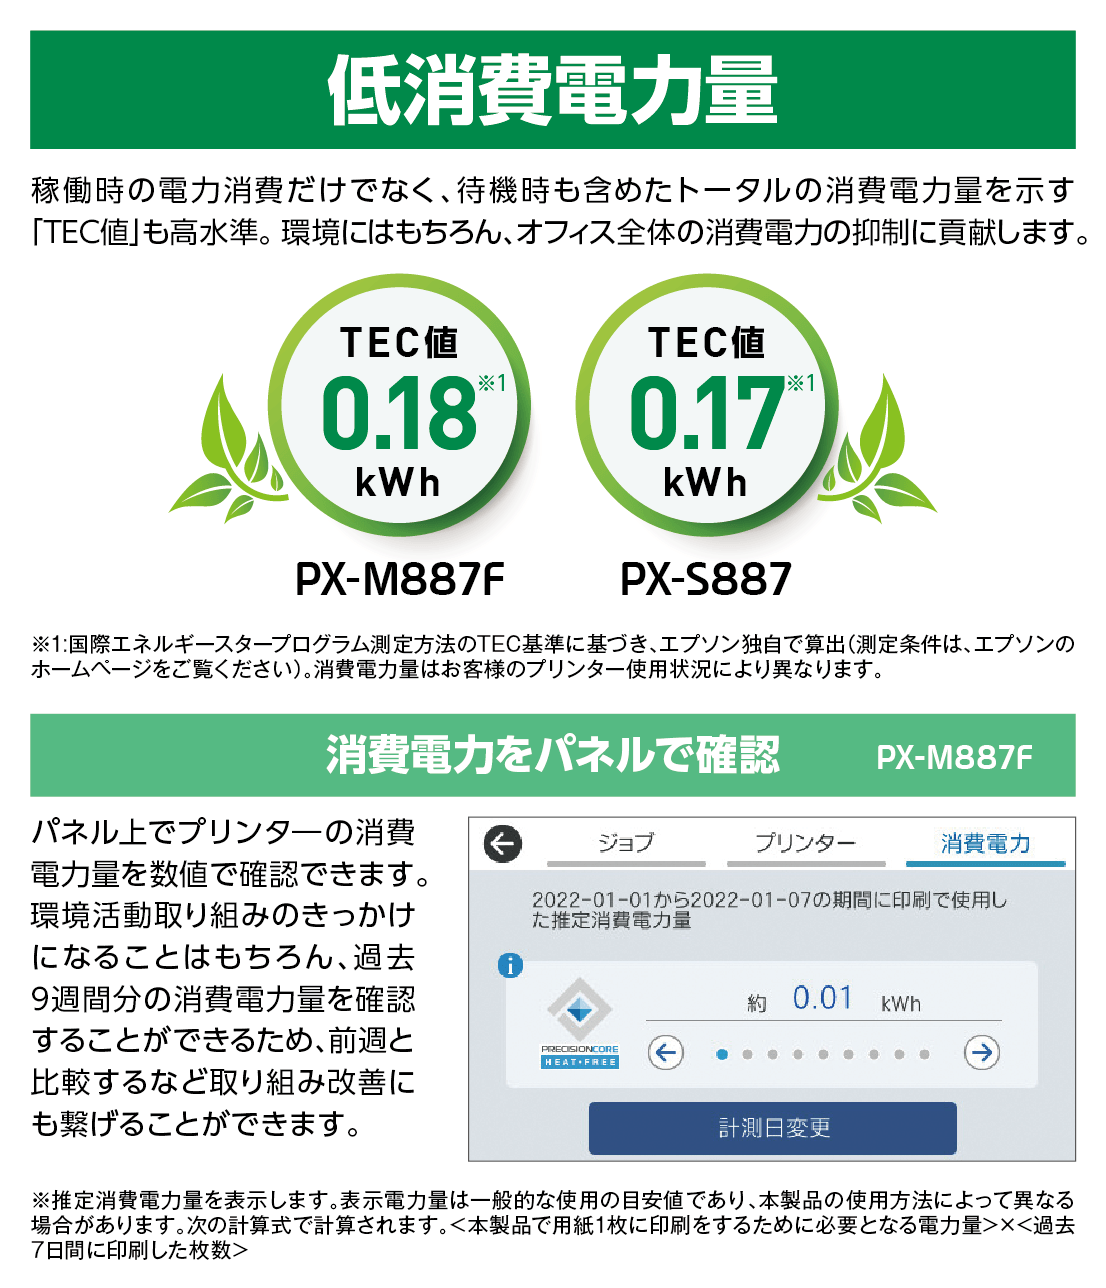 低消費電力量
稼働時の電力消費だけでなく、待機時も含めたトータルの消費電力量を示す
「TEC値」も高水準。環境にはもちろん、オフィス全体の消費電力の抑制に貢献します。
TEC値
0.18※1
kWh
PX-M887F
TEC値
0.17※1
kWh
PX-S887
※1:国際エネルギースタープログラム測定方法のTEC基準に基づき、エプソン独自で算出(測定条件は、エプソンの
ホームページをご覧ください)。消費電力量はお客様のプリンター使用状況により異なります。
消費電力をパネルで確認 PX-M887F
パネル上でプリンターの消費
電力量を数値で確認できます。
環境活動取り組みのきっかけ
になることはもちろん、過去
9週間分の消費電力量を確認
することができるため、前週と
比較するなど取り組み改善に
も繋げることができます。
ジョブ プリンター 消費電力
2022-01-01から2022-01-07の期間に印刷で使用し
た推定消費電力量
i
約 0.01 kWh
PRECISIONCORE
HEAT•FREE
計測日変更
※推定消費電力量を表示します。表示電力量は一般的な使用の目安値であり、本製品の使用方法によって異なる
場合があります。次の計算式で計算されます。<本製品で用紙1枚に印刷をするために必要となる電力量>×<過去
7日間に印刷した枚数>